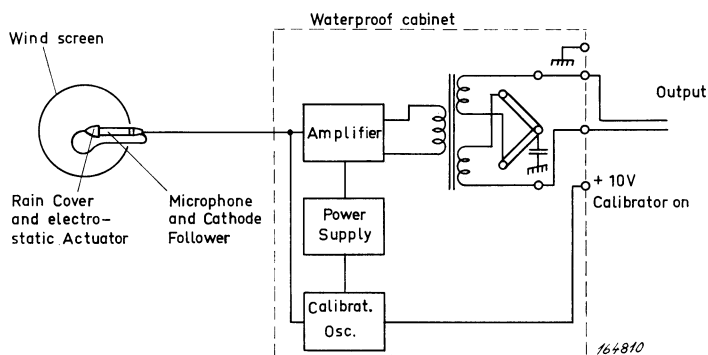 Waterproof cabinet
Wind screen
Output
Amplifier
Rain Cover
and electro-
static Actuator
Microphone
and Cathode
Follower
+ 10V
Calibrator on
Power
Supply
Calibrat.
Osc.
164810